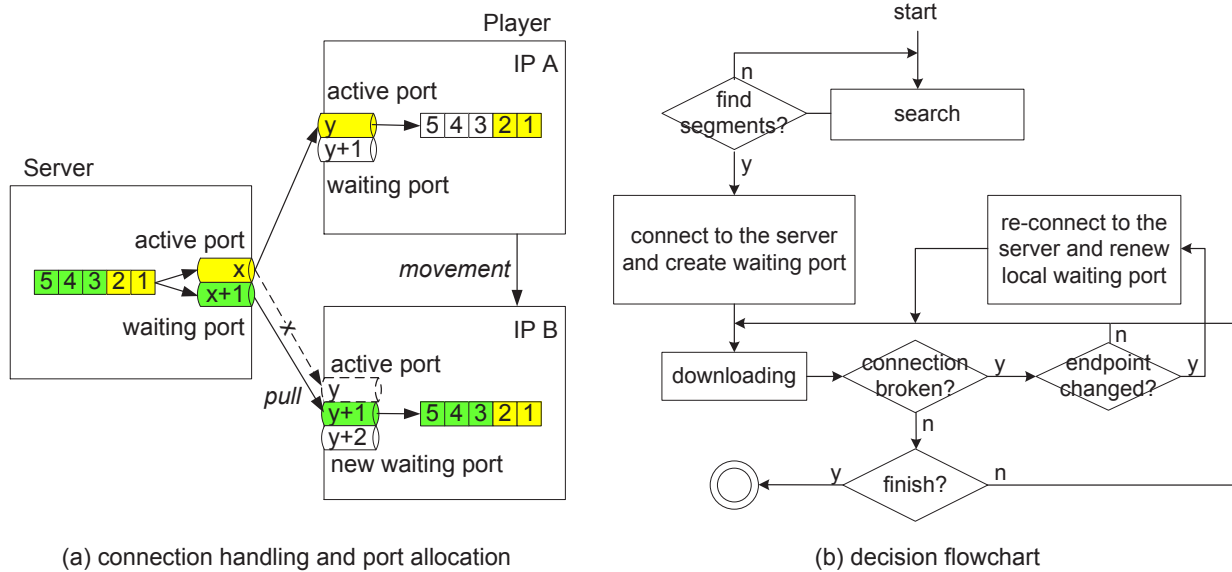 Player
IP A
active port
y
5 4 3 2 1
y+1
waiting port
Server
active port
5 4 3 2 1
x
x+1
waiting port
movement
x
pull
IP B
active port
y
y+1
5 4 3 2 1
y+2
new waiting port
(a) connection handling and port allocation
start
n
find
segments?
search
y
connect to the server
and create waiting port
re-connect to the
server and renew
local waiting port
n
downloading
connection
broken?
y
endpoint
changed?
y
n
y
finish?
n
(b) decision flowchart